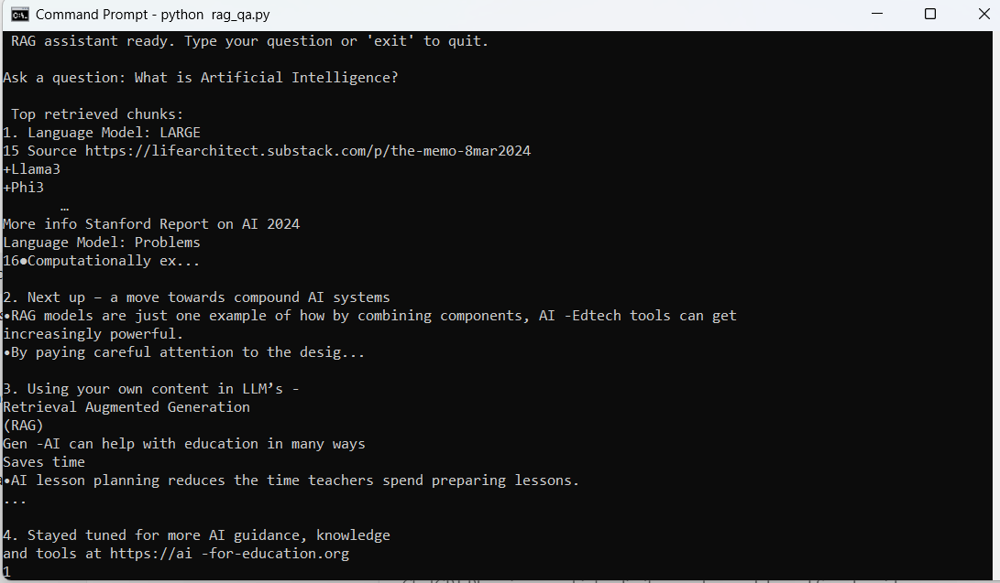 Command Prompt - python  rag_qa.py
RAG assistant ready. Type your question or 'exit' to quit.
Ask a question: What is Artificial Intelligence?
Top retrieved chunks:
1. Language Model: LARGE
15 Source https://lifearchitect.substack.com/p/the-memo-8mar2024
+Llama3
+Phi3
…
More info Stanford Report on AI 2024
Language Model: Problems
16●Computationally ex...
2. Next up – a move towards compound AI systems
•RAG models are just one example of how by combining components, AI -Edtech tools can get
increasingly powerful.
•By paying careful attention to the desig...
3. Using your own content in LLM’s -
Retrieval Augmented Generation
(RAG)
Gen -AI can help with education in many ways
Saves time
•AI lesson planning reduces the time teachers spend preparing lessons.
...
4. Stayed tuned for more AI guidance, knowledge
and tools at https://ai -for-education.org
1